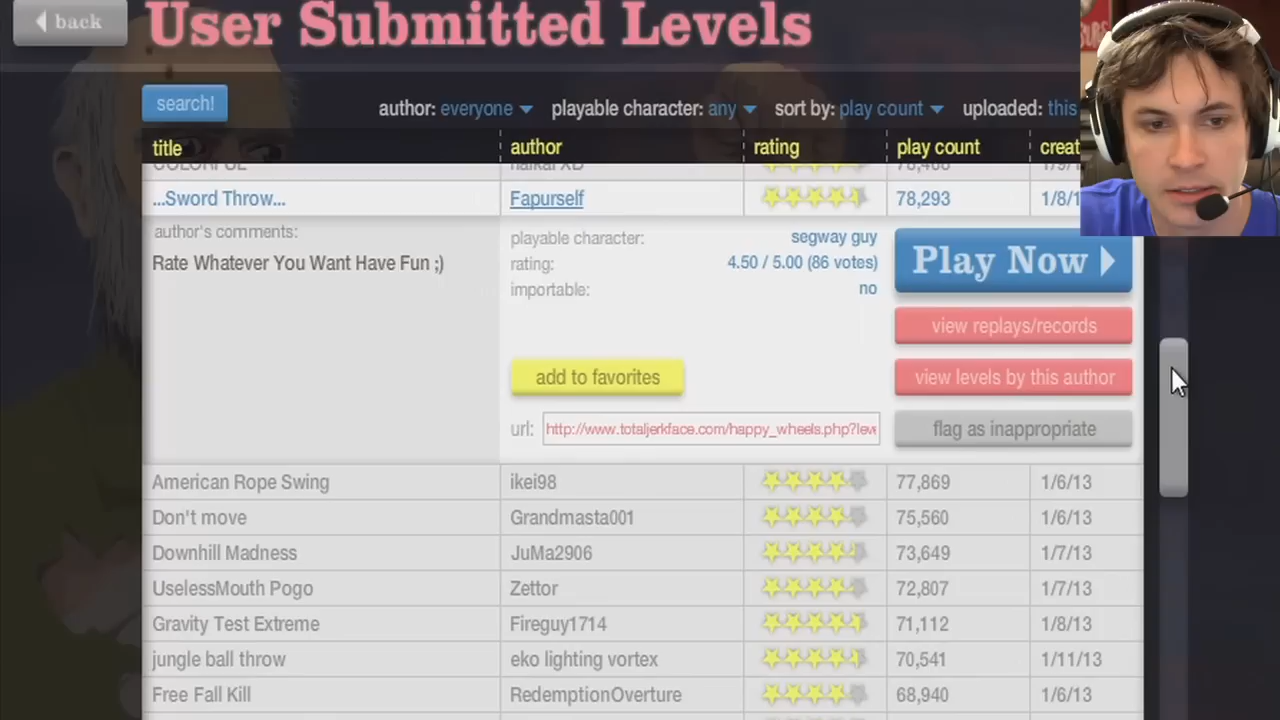 back
User Submitted Levels
search!
author: everyone playable character: any sort by: play count uploaded: this
title author rating play count creat
COLORFUL
...Sword Throw... Fapurself 78,293 1/8/1
author's comments:
Rate Whatever You Want Have Fun ;)
playable character: segway guy
rating: 4.50 / 5.00 (86 votes)
importable: no
Play Now
view replays/records
add to favorites
view levels by this author
url: http://www.totaljerkface.com/happy_wheels.php?lev
flag as inappropriate
American Rope Swing ikei98 77,869 1/6/13
Don't move Grandmasta001 75,560 1/6/13
Downhill Madness JuMa2906 73,649 1/7/13
UselessMouth Pogo Zettor 72,807 1/7/13
Gravity Test Extreme Fireguy1714 71,112 1/8/13
jungle ball throw eko lighting vortex 70,541 1/11/13
Free Fall Kill RedemptionOverture 68,940 1/6/13